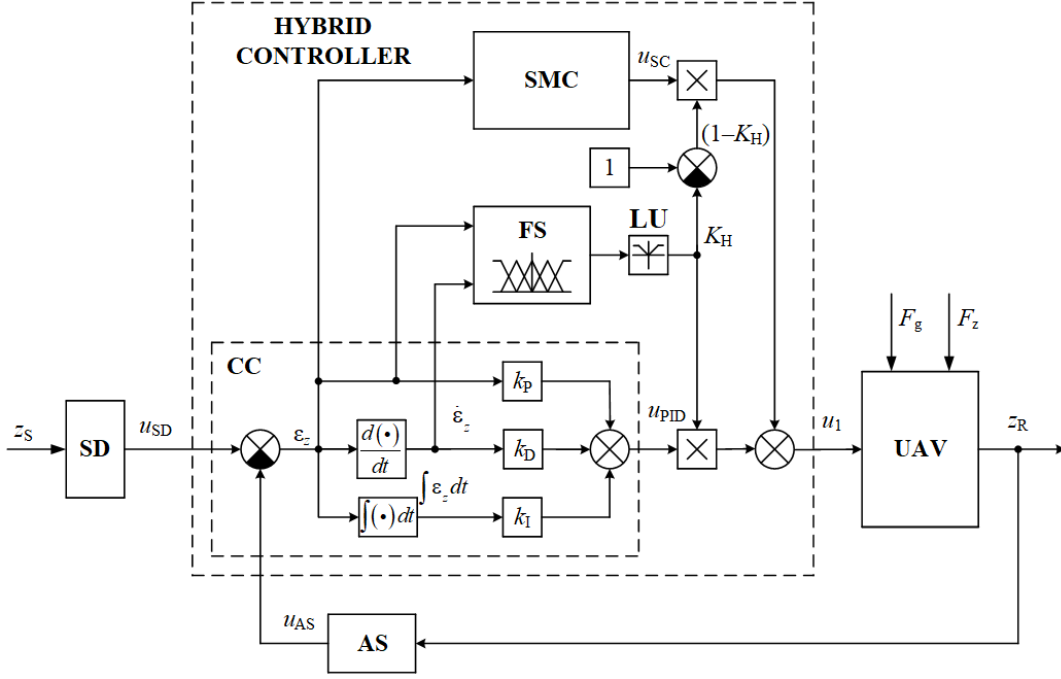 HYBRID
CONTROLLER
SMC
u_SC
×
(1–K_H)
1
LU
FS
K_H
F_g
F_z
CC
k_P
u_PID
z_S
SD
u_SD
ε_z
d(•)
dt
ε̇_z
k_D
×
u_1
UAV
z_R
∫ε_z dt
∫(•)dt
k_I
u_AS
AS